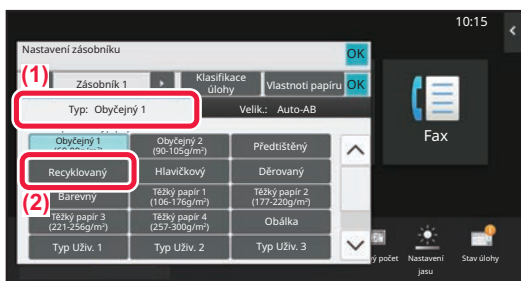 10:15
Nastavení zásobníku
OK
(1)
Zásobník 1
Klasifikace
úlohy
Vlastnoti papíru
OK
Typ: Obyčejný 1
Velik.: Auto-AB
Obyčejný 1
Obyčejný 2
(90-105g/m²)
Předtištěný
Fax
Recyklovaný
Hlavičkový
Děrovaný
(2)
Barevný
Těžký papír 1
(106-176g/m²)
Těžký papír 2
(177-220g/m²)
Těžký papír 3
(221-256g/m²)
Těžký papír 4
(257-300g/m²)
Obálka
Typ Uživ. 1
Typ Uživ. 2
Typ Uživ. 3
počet
Nastavení
jasu
Stav úlohy